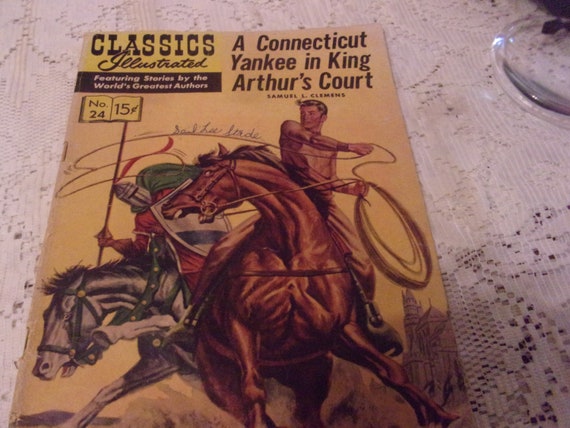 CLASSICS
Illustrated
Featuring Stories by the
World's Greatest Authors
No.
24
15¢
A Connecticut
Yankee in King
Arthur's Court
SAMUEL L. CLEMENS
Lee